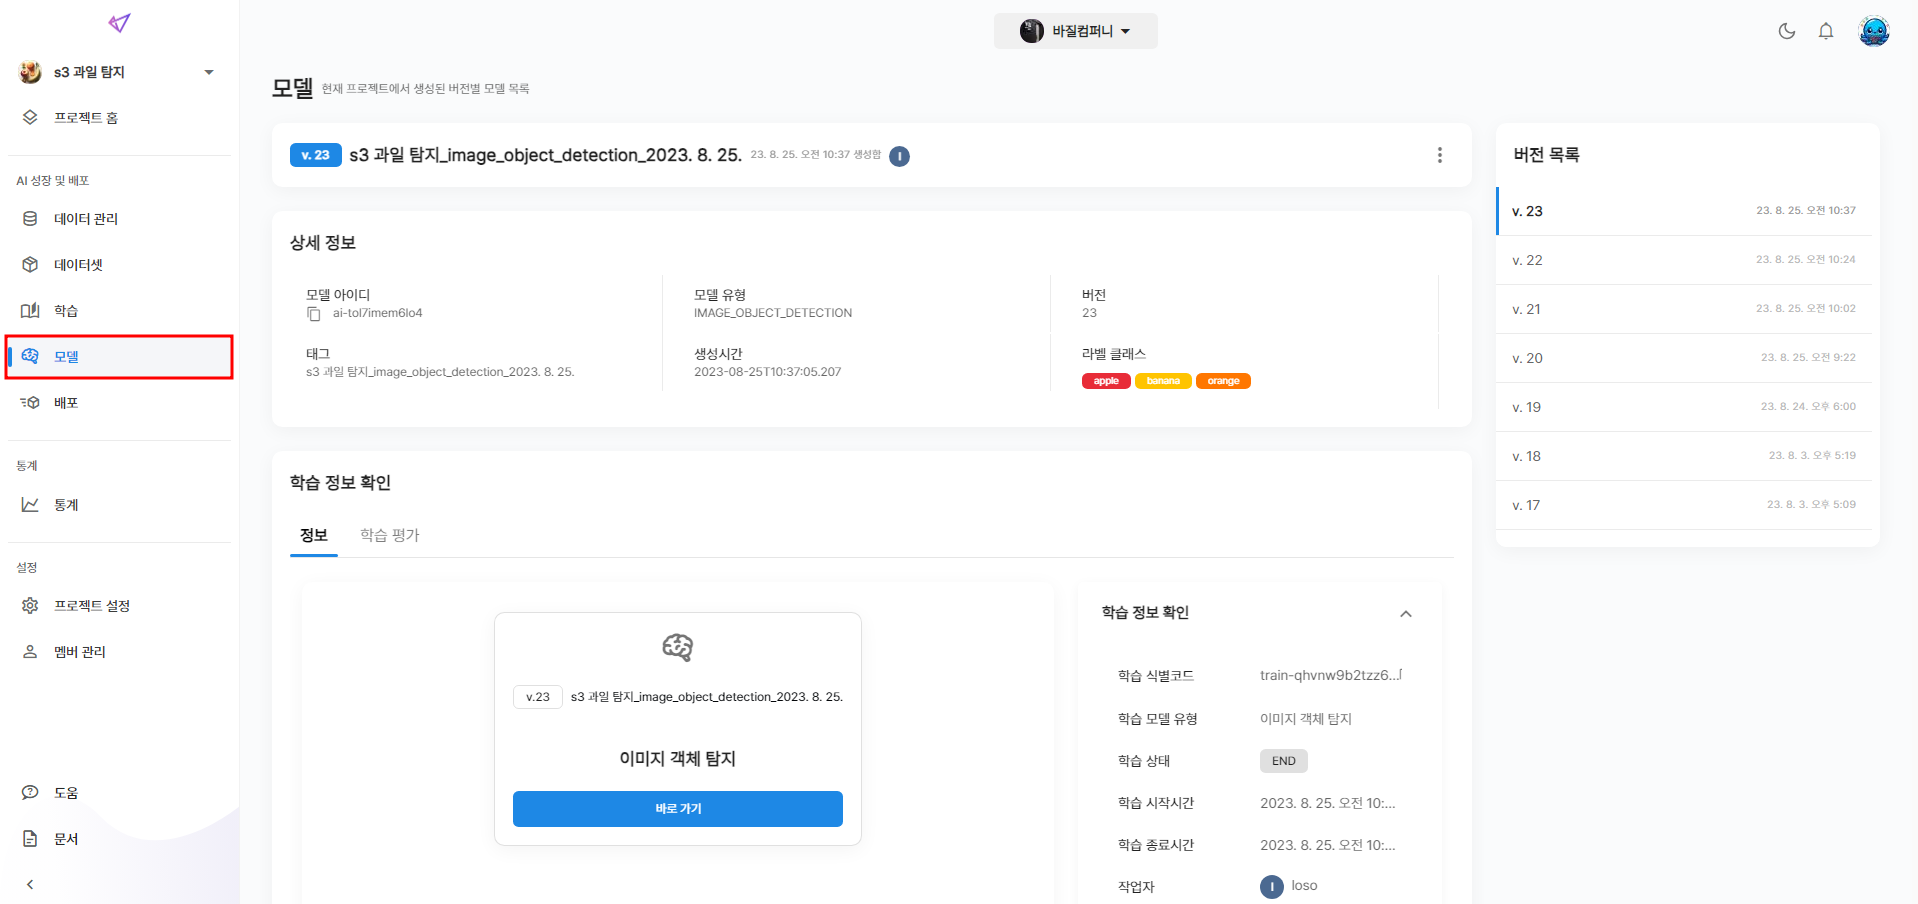 s3 과일 탐지
프로젝트 홈
AI 성장 및 배포
데이터 관리
데이터셋
학습
모델
배포
통계
통계
설정
프로젝트 설정
멤버 관리
도움
문서
바질컴퍼니
모델 현재 프로젝트에서 생성된 버전별 모델 목록
v. 23 s3 과일 탐지_image_object_detection_2023. 8. 25. 23. 8. 25. 오전 10:37 생성함 I
상세 정보
모델 아이디
ai-tol7imem6lo4
모델 유형
IMAGE_OBJECT_DETECTION
버전
23
태그
s3 과일 탐지_image_object_detection_2023. 8. 25.
생성시간
2023-08-25T10:37:05.207
라벨 클래스
apple banana orange
학습 정보 확인
정보 학습 평가
v.23 s3 과일 탐지_image_object_detection_2023. 8. 25.
이미지 객체 탐지
바로 가기
학습 정보 확인
학습 식별코드 train-qhvnw9b2tzz6...
학습 모델 유형 이미지 객체 탐지
학습 상태 END
학습 시작시간 2023. 8. 25. 오전 10:...
학습 종료시간 2023. 8. 25. 오전 10:...
작업자 I loso
버전 목록
v. 23 23. 8. 25. 오전 10:37
v. 22 23. 8. 25. 오전 10:24
v. 21 23. 8. 25. 오전 10:02
v. 20 23. 8. 25. 오전 9:22
v. 19 23. 8. 24. 오후 6:00
v. 18 23. 8. 3. 오후 5:19
v. 17 23. 8. 3. 오후 5:09